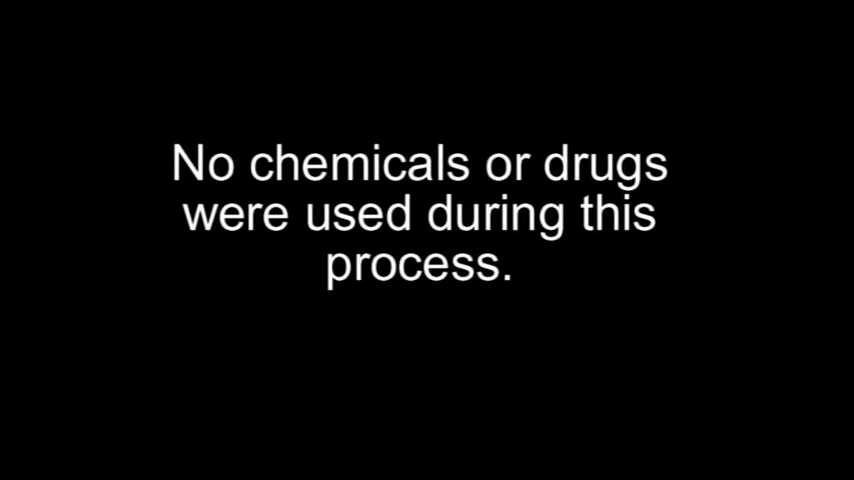 No chemicals or drugs
were used during this
process.